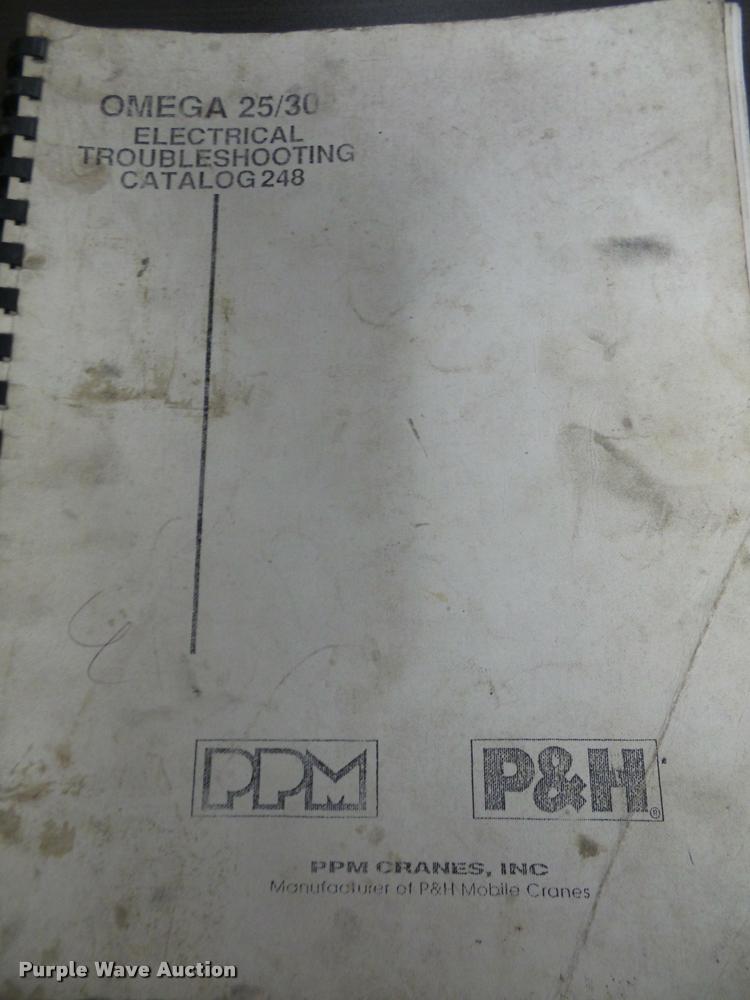 OMEGA 25/30
ELECTRICAL
TROUBLESHOOTING
CATALOG 248
PPM
P&H®
PPM CRANES, INC
Manufacturer of P&H Mobile Cranes
Purple Wave Auction